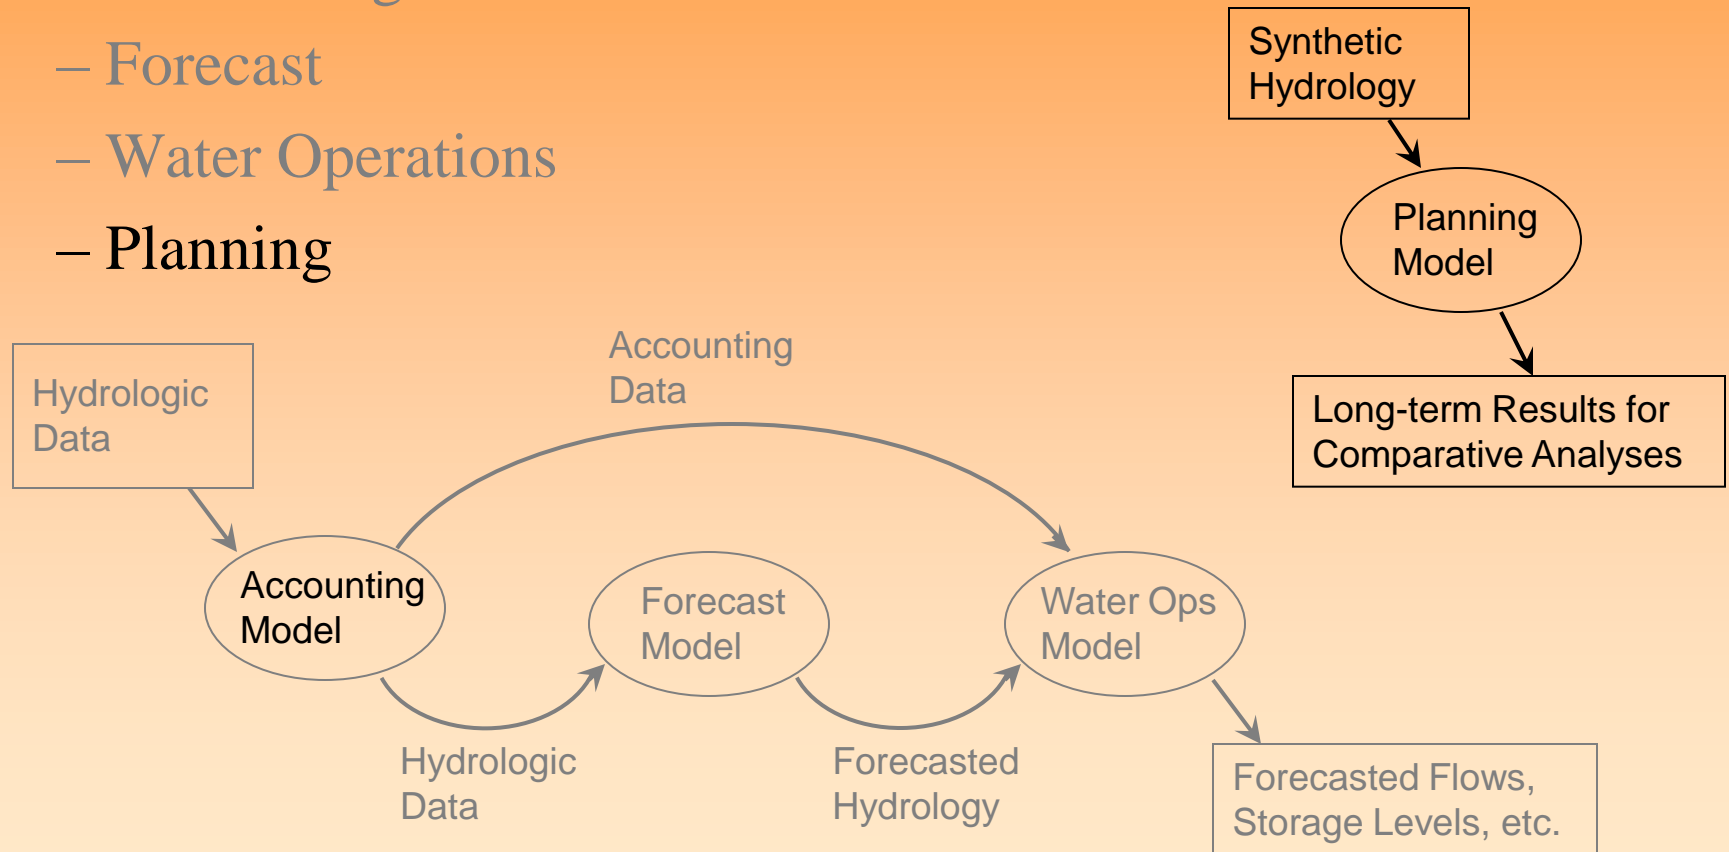 – Forecast
– Water Operations
– Planning
Synthetic
Hydrology
Planning
Model
Long-term Results for
Comparative Analyses
Accounting
Data
Hydrologic
Data
Accounting
Model
Forecast
Model
Water Ops
Model
Hydrologic
Data
Forecasted
Hydrology
Forecasted Flows,
Storage Levels, etc.